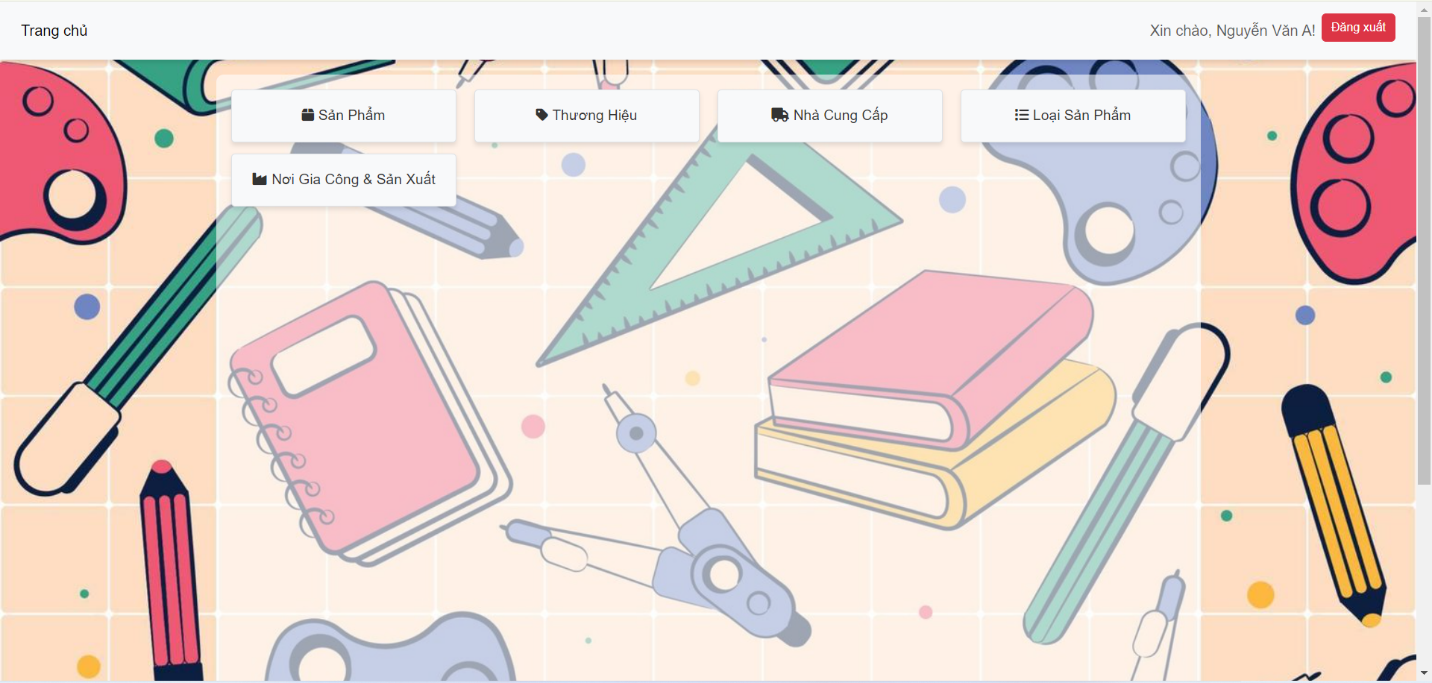 Trang chủ
Xin chào, Nguyễn Văn A! Đăng xuất
Sản Phẩm
Thương Hiệu
Nhà Cung Cấp
Loại Sản Phẩm
Nơi Gia Công & Sản Xuất